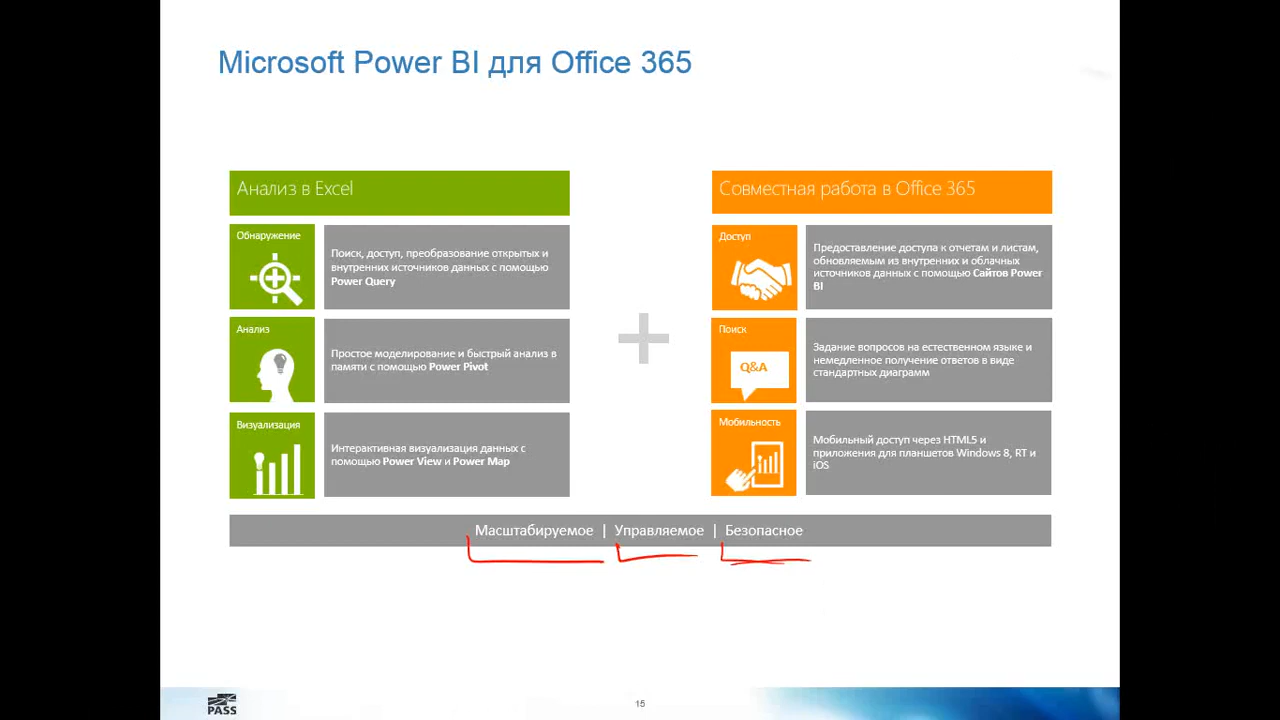 Microsoft Power BI для Office 365
Анализ в Excel
Обнаружение
Поиск, доступ, преобразование открытых и
внутренних источников данных с помощью
Power Query
Анализ
Простое моделирование и быстрый анализ в
памяти с помощью Power Pivot
Визуализация
Интерактивная визуализация данных с
помощью Power View и Power Map
Совместная работа в Office 365
Доступ
Предоставление доступа к отчетам и листам,
обновляемым из внутренних и облачных
источников данных с помощью Сайтов Power
BI
Поиск
Q&A
Задание вопросов на естественном языке и
немедленное получение ответов в виде
стандартных диаграмм
Мобильность
Мобильный доступ через HTML5 и
приложения для планшетов Windows 8, RT и
iOS
Масштабируемое | Управляемое | Безопасное
PASS
15